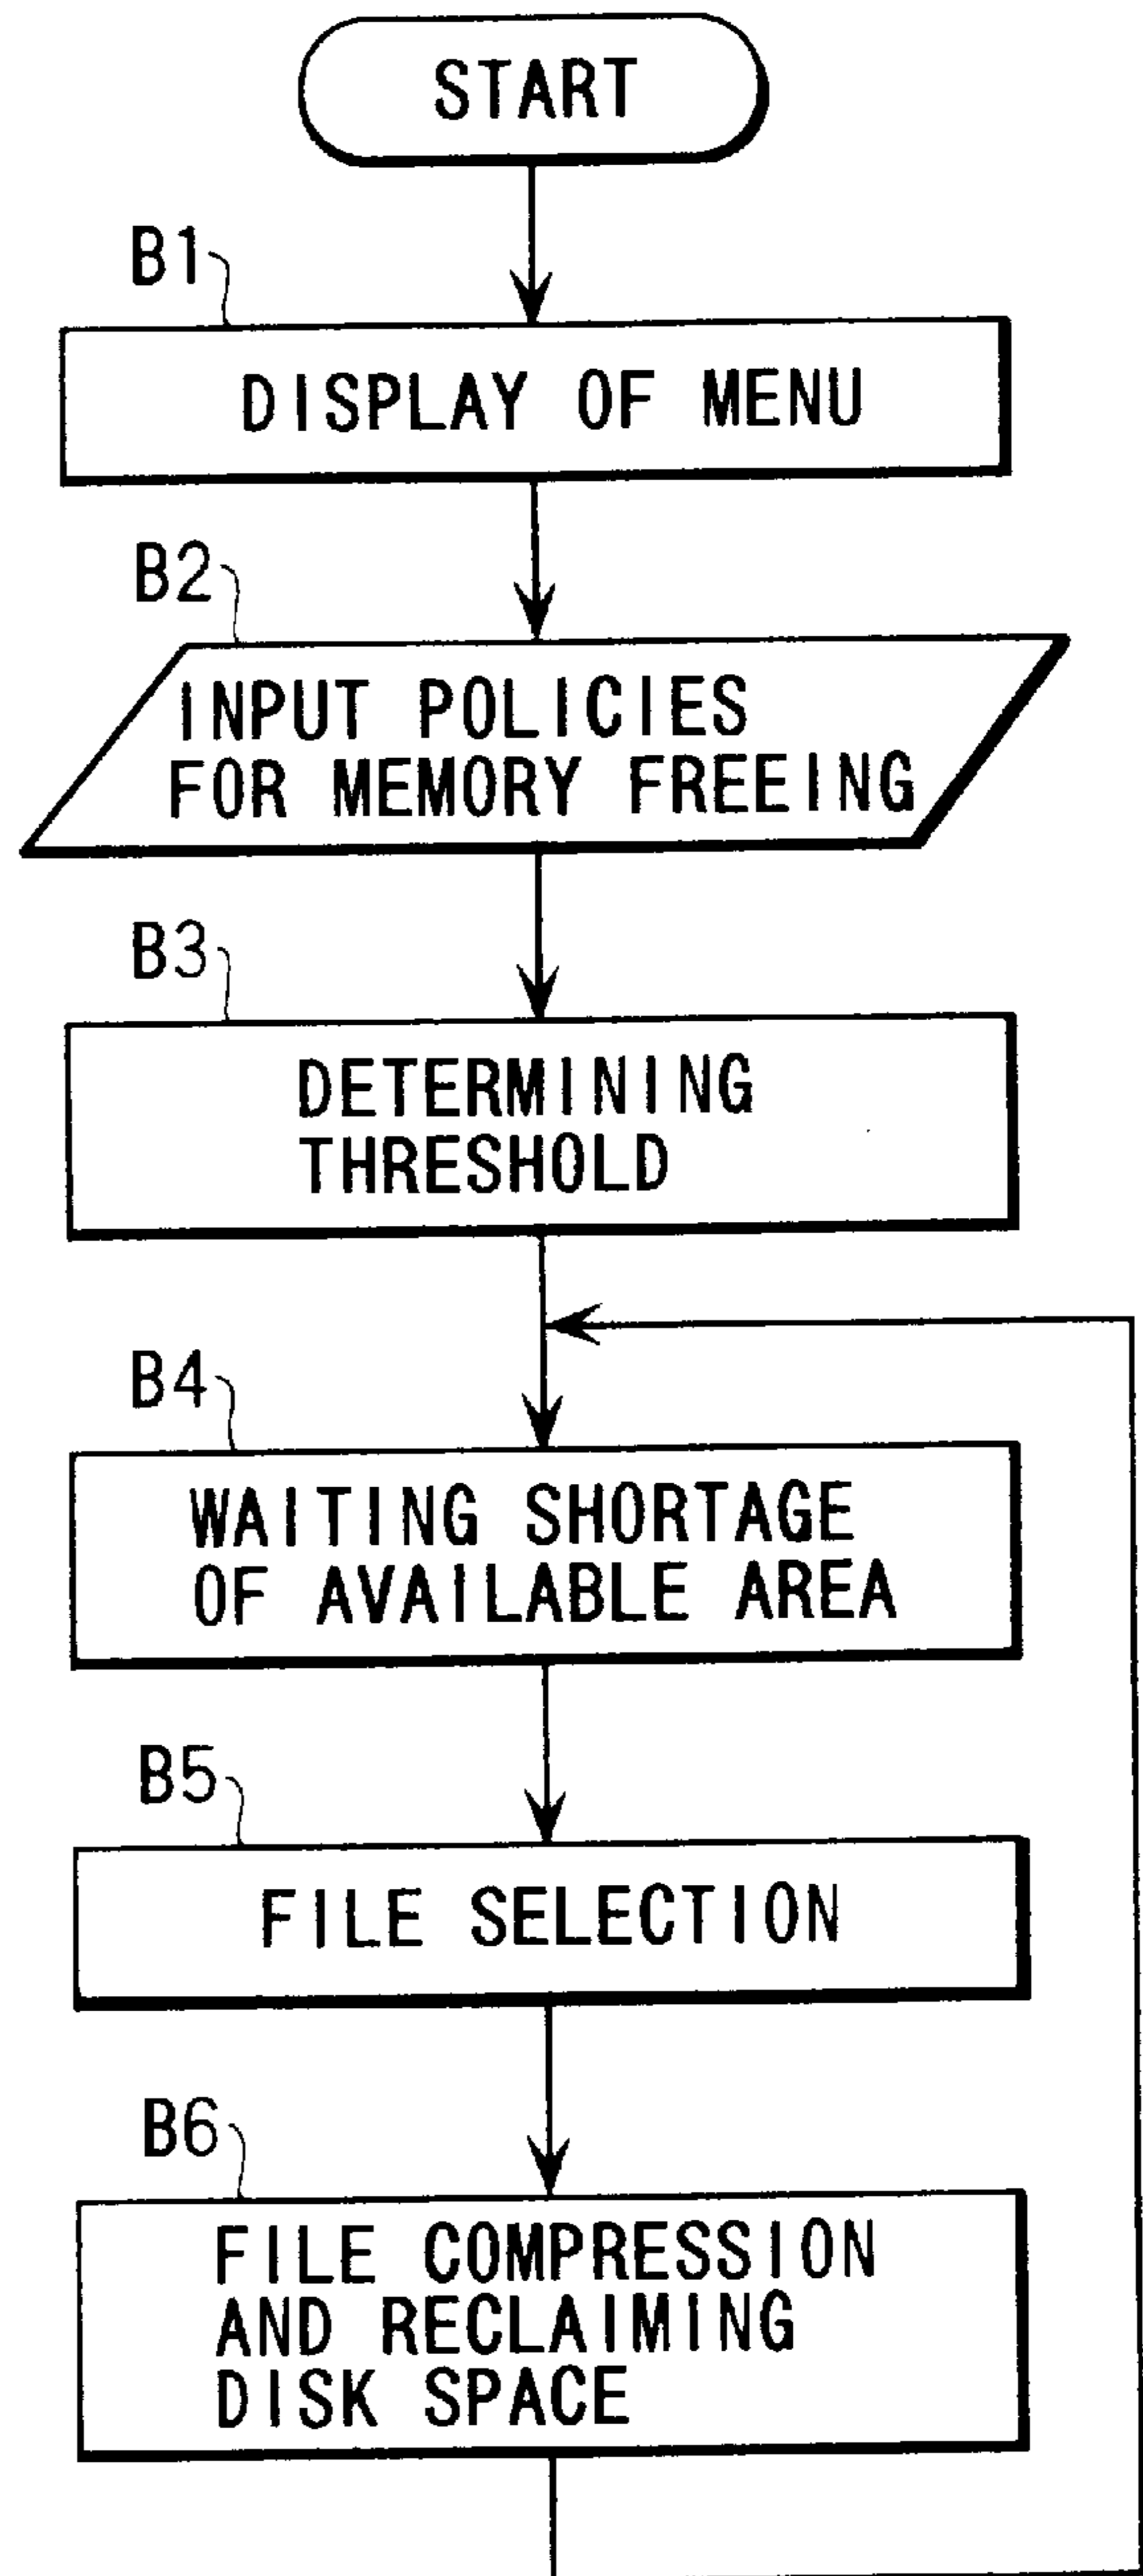 START
B1
DISPLAY OF MENU
B2
INPUT POLICIES
FOR MEMORY FREEING
B3
DETERMINING
THRESHOLD
B4
WAITING SHORTAGE
OF AVAILABLE AREA
B5
FILE SELECTION
B6
FILE COMPRESSION
AND RECLAIMING
DISK SPACE